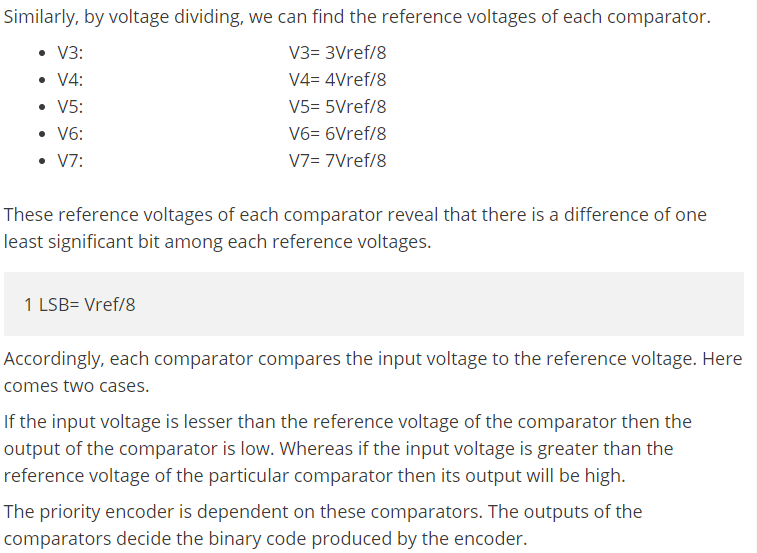 Similarly, by voltage dividing, we can find the reference voltages of each comparator.
• V3: V3= 3Vref/8
• V4: V4= 4Vref/8
• V5: V5= 5Vref/8
• V6: V6= 6Vref/8
• V7: V7= 7Vref/8
These reference voltages of each comparator reveal that there is a difference of one
least significant bit among each reference voltages.
1 LSB= Vref/8
Accordingly, each comparator compares the input voltage to the reference voltage. Here
comes two cases.
If the input voltage is lesser than the reference voltage of the comparator then the
output of the comparator is low. Whereas if the input voltage is greater than the
reference voltage of the particular comparator then its output will be high.
The priority encoder is dependent on these comparators. The outputs of the
comparators decide the binary code produced by the encoder.